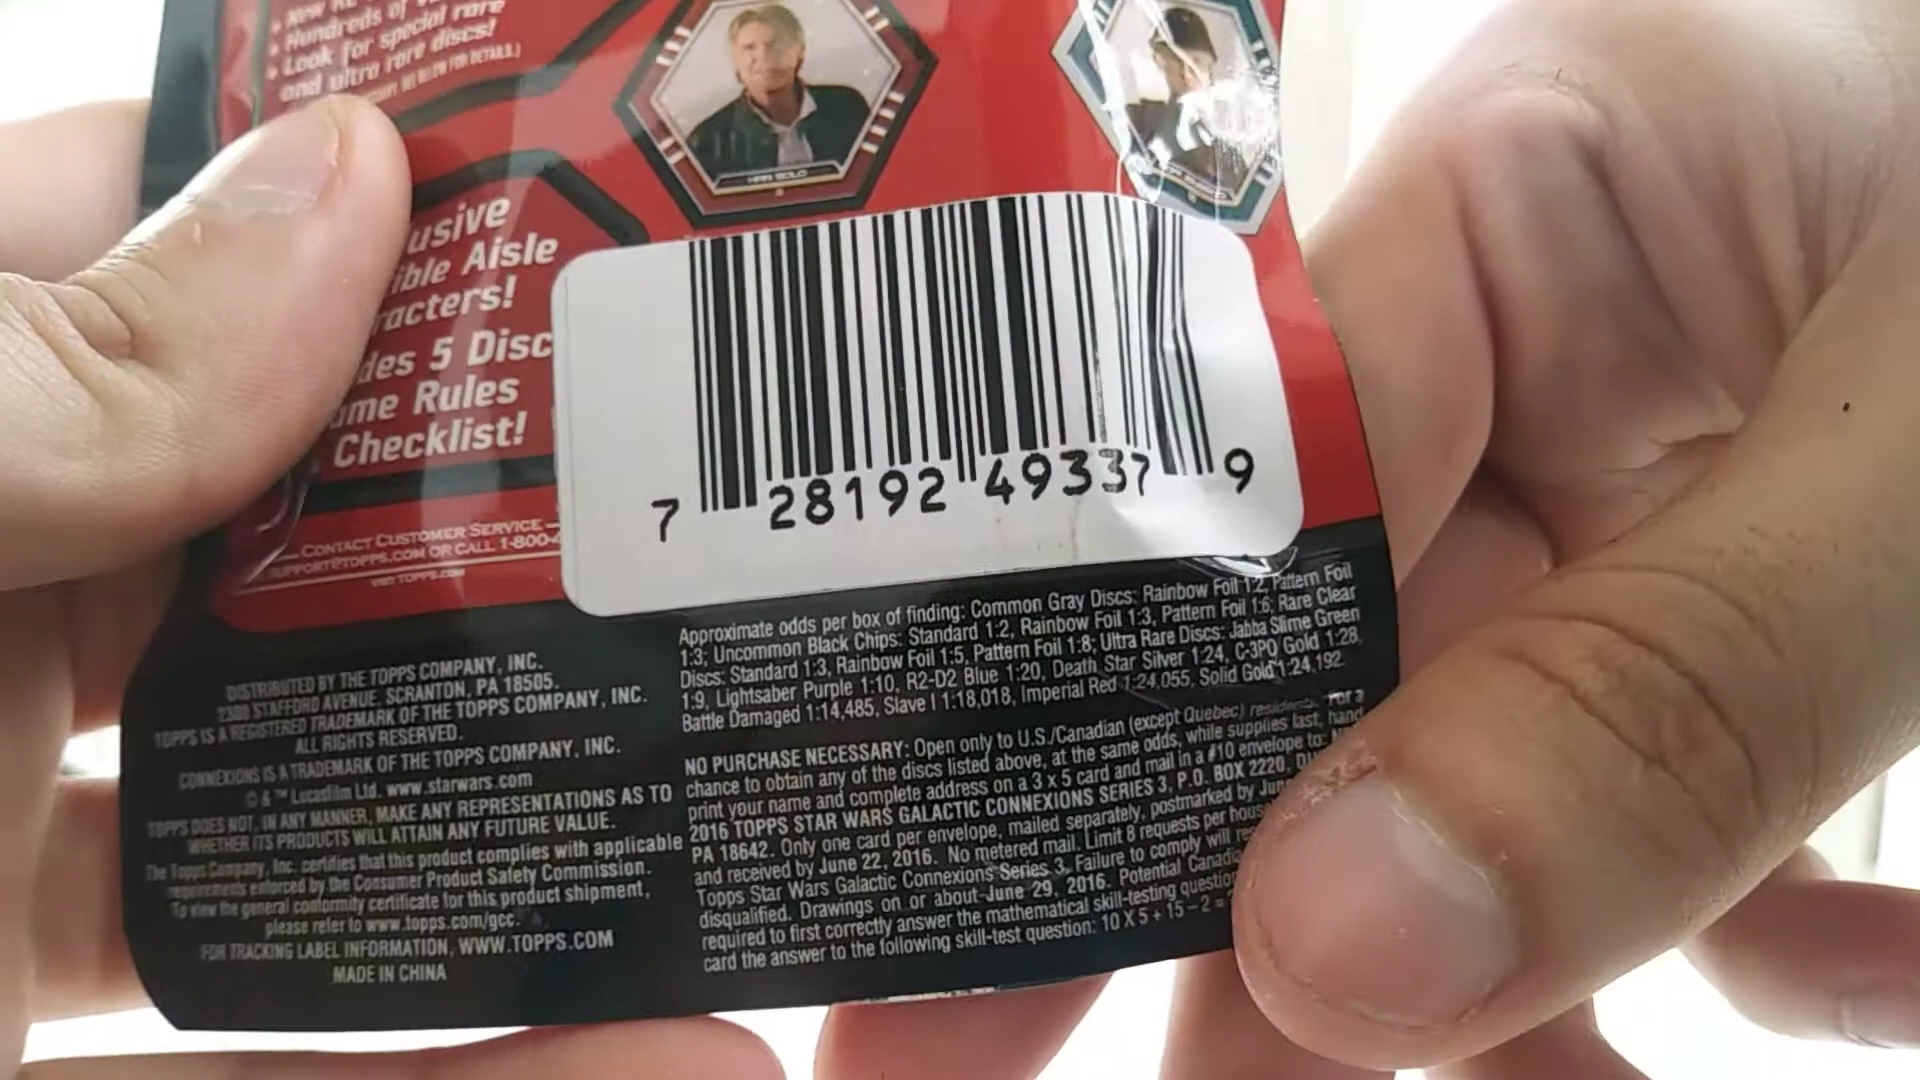 • New
• Hundreds of
• Look for special rare
and ultra rare discs!
SEE BELOW FOR DETAILS.)
HAN SOLO
usive
ible Aisle
racters!
des 5 Disc
me Rules
Checklist!
CONTACT CUSTOMER SERVICE
SUPPORT@TOPPS.COM OR CALL 1-800-
VISIT TOPPS.COM
7 28192 49337 9
DISTRIBUTED BY THE TOPPS COMPANY, INC.
2300 STAFFORD AVENUE, SCRANTON, PA 18505.
TOPPS IS A REGISTERED TRADEMARK OF THE TOPPS COMPANY, INC.
ALL RIGHTS RESERVED.
CONNEXIONS IS A TRADEMARK OF THE TOPPS COMPANY, INC.
© & ™ Lucasfilm Ltd. www.starwars.com
TOPPS DOES NOT, IN ANY MANNER, MAKE ANY REPRESENTATIONS AS TO
WHETHER ITS PRODUCTS WILL ATTAIN ANY FUTURE VALUE.
The Topps Company, Inc. certifies that this product complies with applicable
requirements enforced by the Consumer Product Safety Commission.
To view the general conformity certificate for this product shipment,
please refer to www.topps.com/gcc.
FOR TRACKING LABEL INFORMATION, WWW.TOPPS.COM
MADE IN CHINA
Approximate odds per box of finding: Common Gray Discs: Rainbow Foil 1:2, Pattern Foil
1:3; Uncommon Black Chips: Standard 1:2, Rainbow Foil 1:3, Pattern Foil 1:6; Rare Clear
Discs: Standard 1:3, Rainbow Foil 1:5, Pattern Foil 1:8; Ultra Rare Discs: Jabba Slime Green
1:9, Lightsaber Purple 1:10, R2-D2 Blue 1:20, Death Star Silver 1:24, C-3PO Gold 1:28,
Battle Damaged 1:14,485, Slave I 1:18,018, Imperial Red 1:24,055, Solid Gold 1:24,192.
NO PURCHASE NECESSARY: Open only to U.S./Canadian (except Quebec) residents. For a
chance to obtain any of the discs listed above, at the same odds, while supplies last, hand
print your name and complete address on a 3 x 5 card and mail in a #10 envelope to:
2016 TOPPS STAR WARS GALACTIC CONNEXIONS SERIES 3, P.O. BOX 2220,
PA 18642. Only one card per envelope, mailed separately, postmarked by
and received by June 22, 2016. No metered mail. Limit 8 requests per
Topps Star Wars Galactic Connexions Series 3. Failure to comply will
disqualified. Drawings on or about June 29, 2016. Potential
required to first correctly answer the mathematical skill-testing
card the answer to the following skill-test question: 10 X 5 + 15 – 2 =